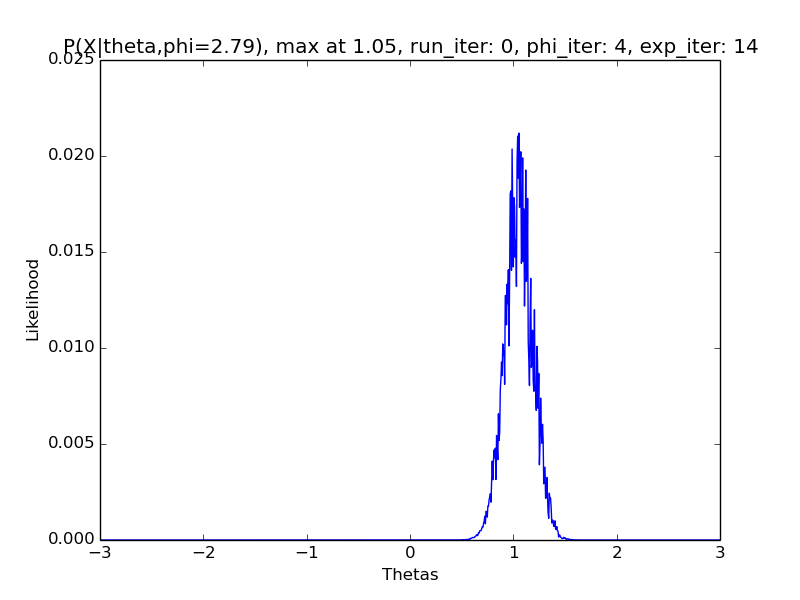 P(X|theta,phi=2.79), max at 1.05, run_iter: 0, phi_iter: 4, exp_iter: 14
0.025
0.020
0.015
0.010
0.005
0.000
Likelihood
−3 −2 −1 0 1 2 3
Thetas